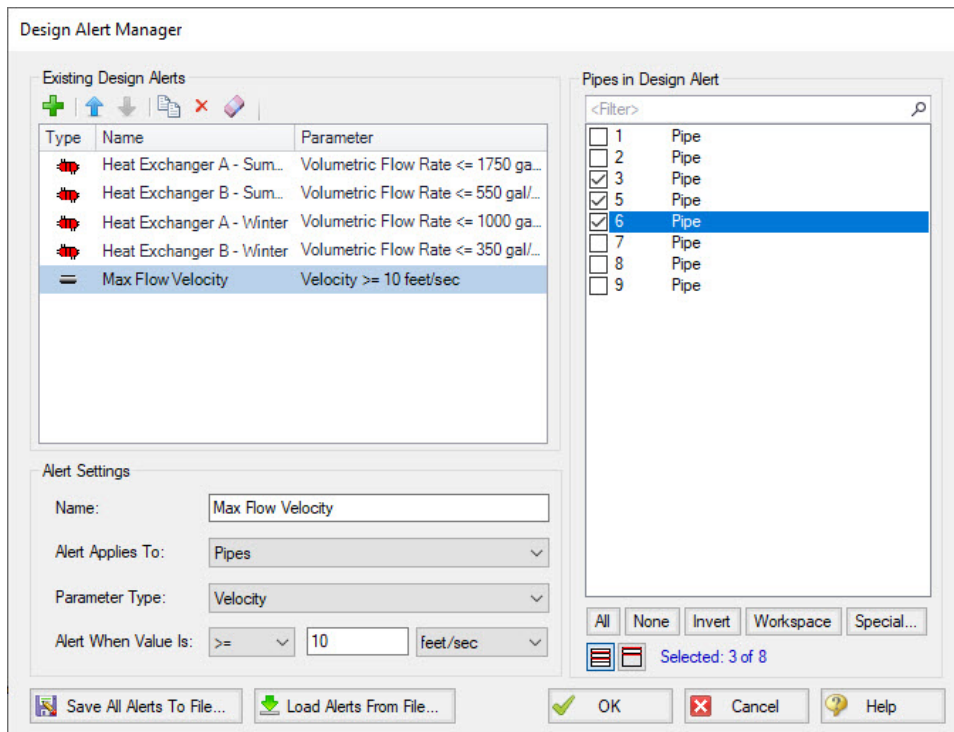 Design Alert Manager
Existing Design Alerts
Type Name Parameter
Heat Exchanger A - Sum... Volumetric Flow Rate <= 1750 ga...
Heat Exchanger B - Sum... Volumetric Flow Rate <= 550 gal/...
Heat Exchanger A - Winter Volumetric Flow Rate <= 1000 ga...
Heat Exchanger B - Winter Volumetric Flow Rate <= 350 gal/...
Max Flow Velocity Velocity >= 10 feet/sec
Alert Settings
Name: Max Flow Velocity
Alert Applies To: Pipes
Parameter Type: Velocity
Alert When Value Is: >= 10 feet/sec
Pipes in Design Alert
<Filter>
1 Pipe
2 Pipe
3 Pipe
5 Pipe
6 Pipe
7 Pipe
8 Pipe
9 Pipe
All None Invert Workspace Special...
Selected: 3 of 8
Save All Alerts To File... Load Alerts From File... OK Cancel Help